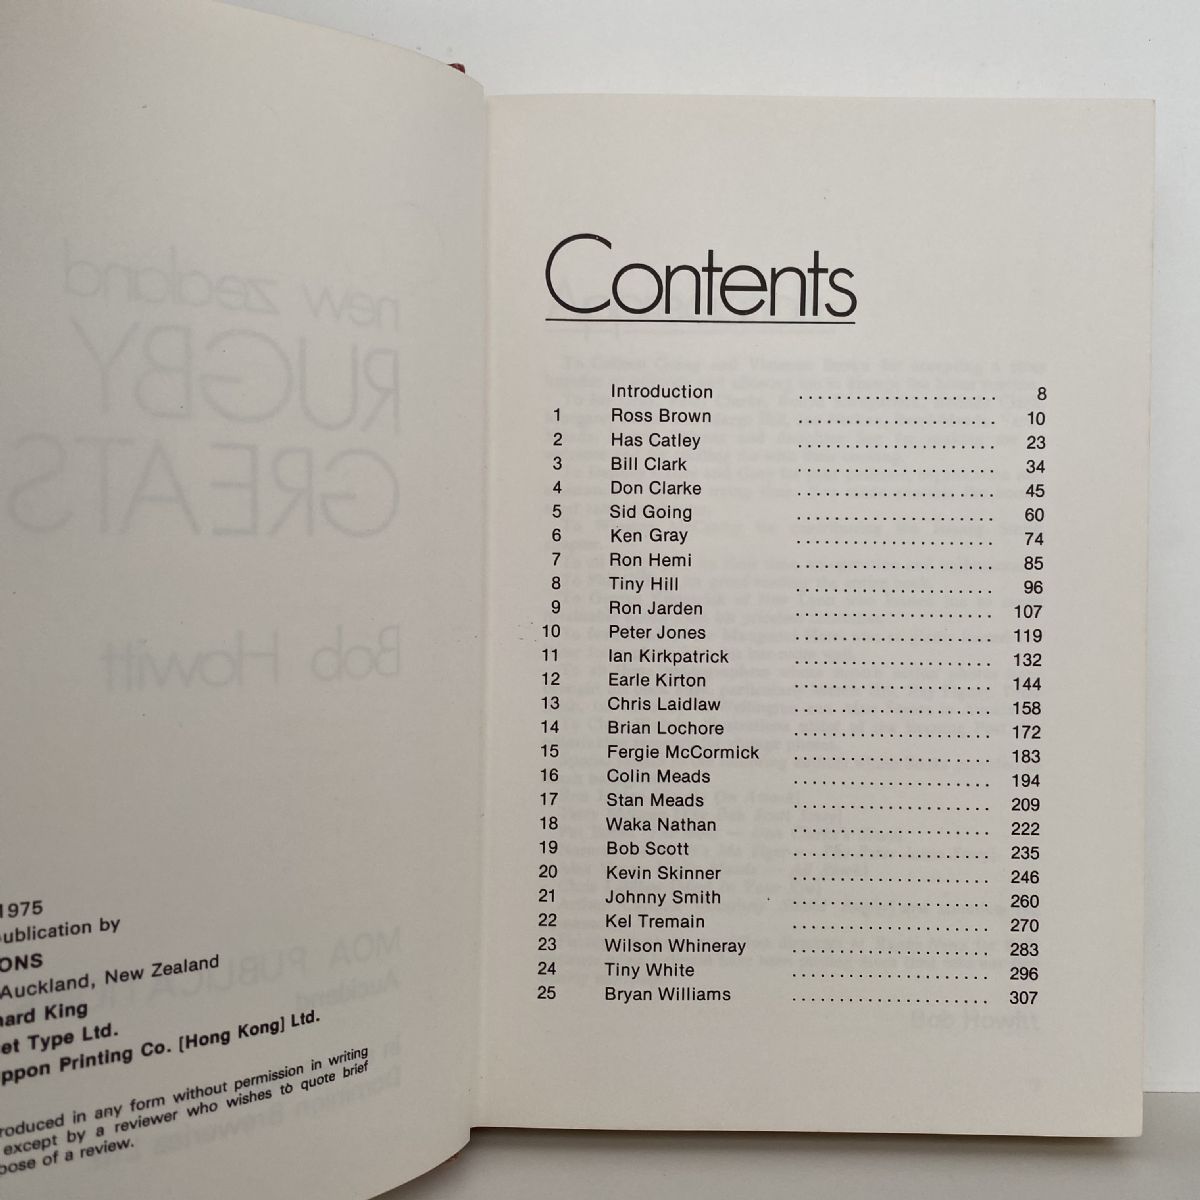 new zealand
RUGBY
GREATS
Bob Howitt
MOA PUBLICAT
Auckland
1975
ublication by
ONS
Auckland, New Zealand
ard King
et Type Ltd.
ppon Printing Co. [Hong Kong] Ltd.
roduced in any form without permission in writing
except by a reviewer who wishes to quote brief
pose of a review.
Contents
Introduction ..................... 8
1 Ross Brown ..................... 10
2 Has Catley ..................... 23
3 Bill Clark ..................... 34
4 Don Clarke ..................... 45
5 Sid Going ..................... 60
6 Ken Gray ..................... 74
7 Ron Hemi ..................... 85
8 Tiny Hill ..................... 96
9 Ron Jarden ..................... 107
10 Peter Jones ..................... 119
11 Ian Kirkpatrick ..................... 132
12 Earle Kirton ..................... 144
13 Chris Laidlaw ..................... 158
14 Brian Lochore ..................... 172
15 Fergie McCormick ..................... 183
16 Colin Meads ..................... 194
17 Stan Meads ..................... 209
18 Waka Nathan ..................... 222
19 Bob Scott ..................... 235
20 Kevin Skinner ..................... 246
21 Johnny Smith ..................... 260
22 Kel Tremain ..................... 270
23 Wilson Whineray ..................... 283
24 Tiny White ..................... 296
25 Bryan Williams ..................... 307
Bob Howitt